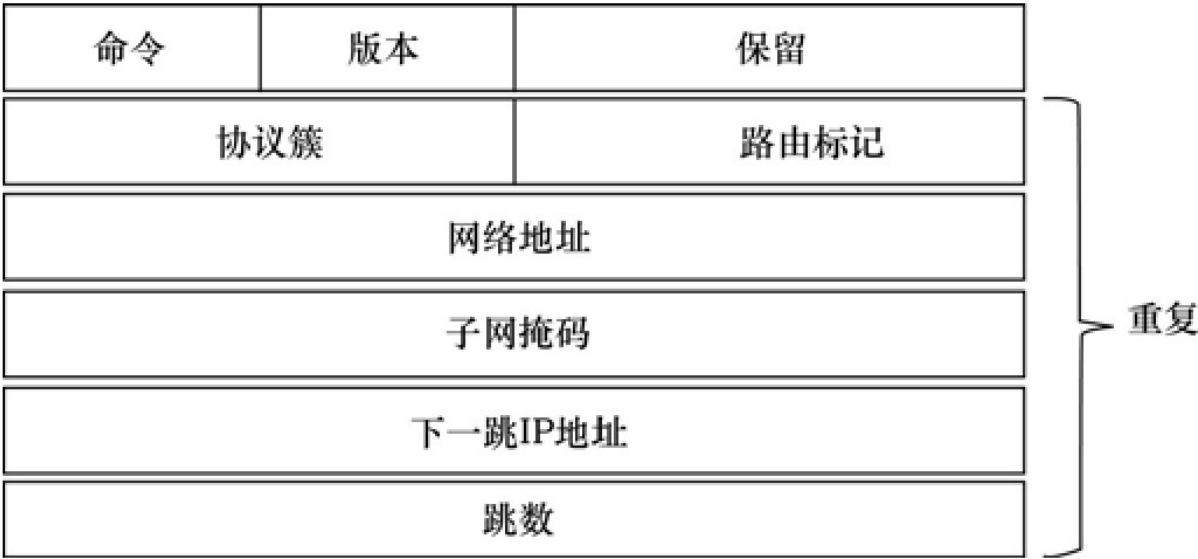 命令 版本 保留
协议簇 路由标记
网络地址
子网掩码
重复
下一跳IP地址
跳数